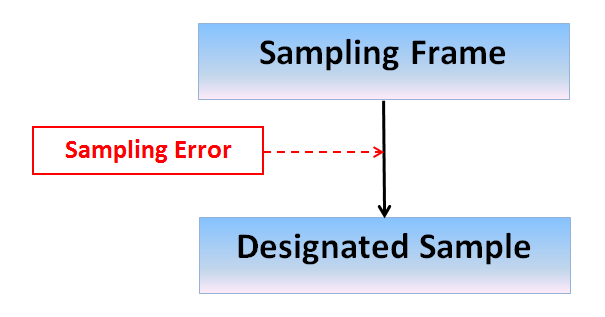 Sampling Frame
Sampling Error
Designated Sample